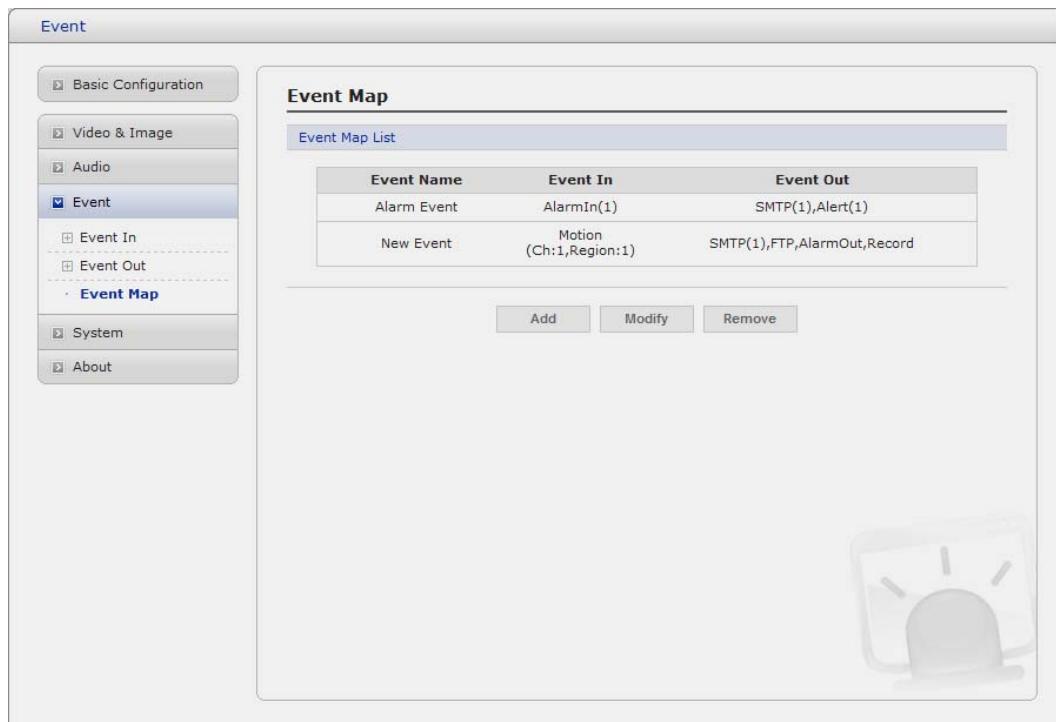 Event
Basic Configuration
Video & Image
Audio
Event
Event In
Event Out
Event Map
System
About
Event Map
Event Map List
Event Name Event In Event Out
Alarm Event AlarmIn(1) SMTP(1),Alert(1)
New Event Motion (Ch:1,Region:1) SMTP(1),FTP,AlarmOut,Record
Add Modify Remove